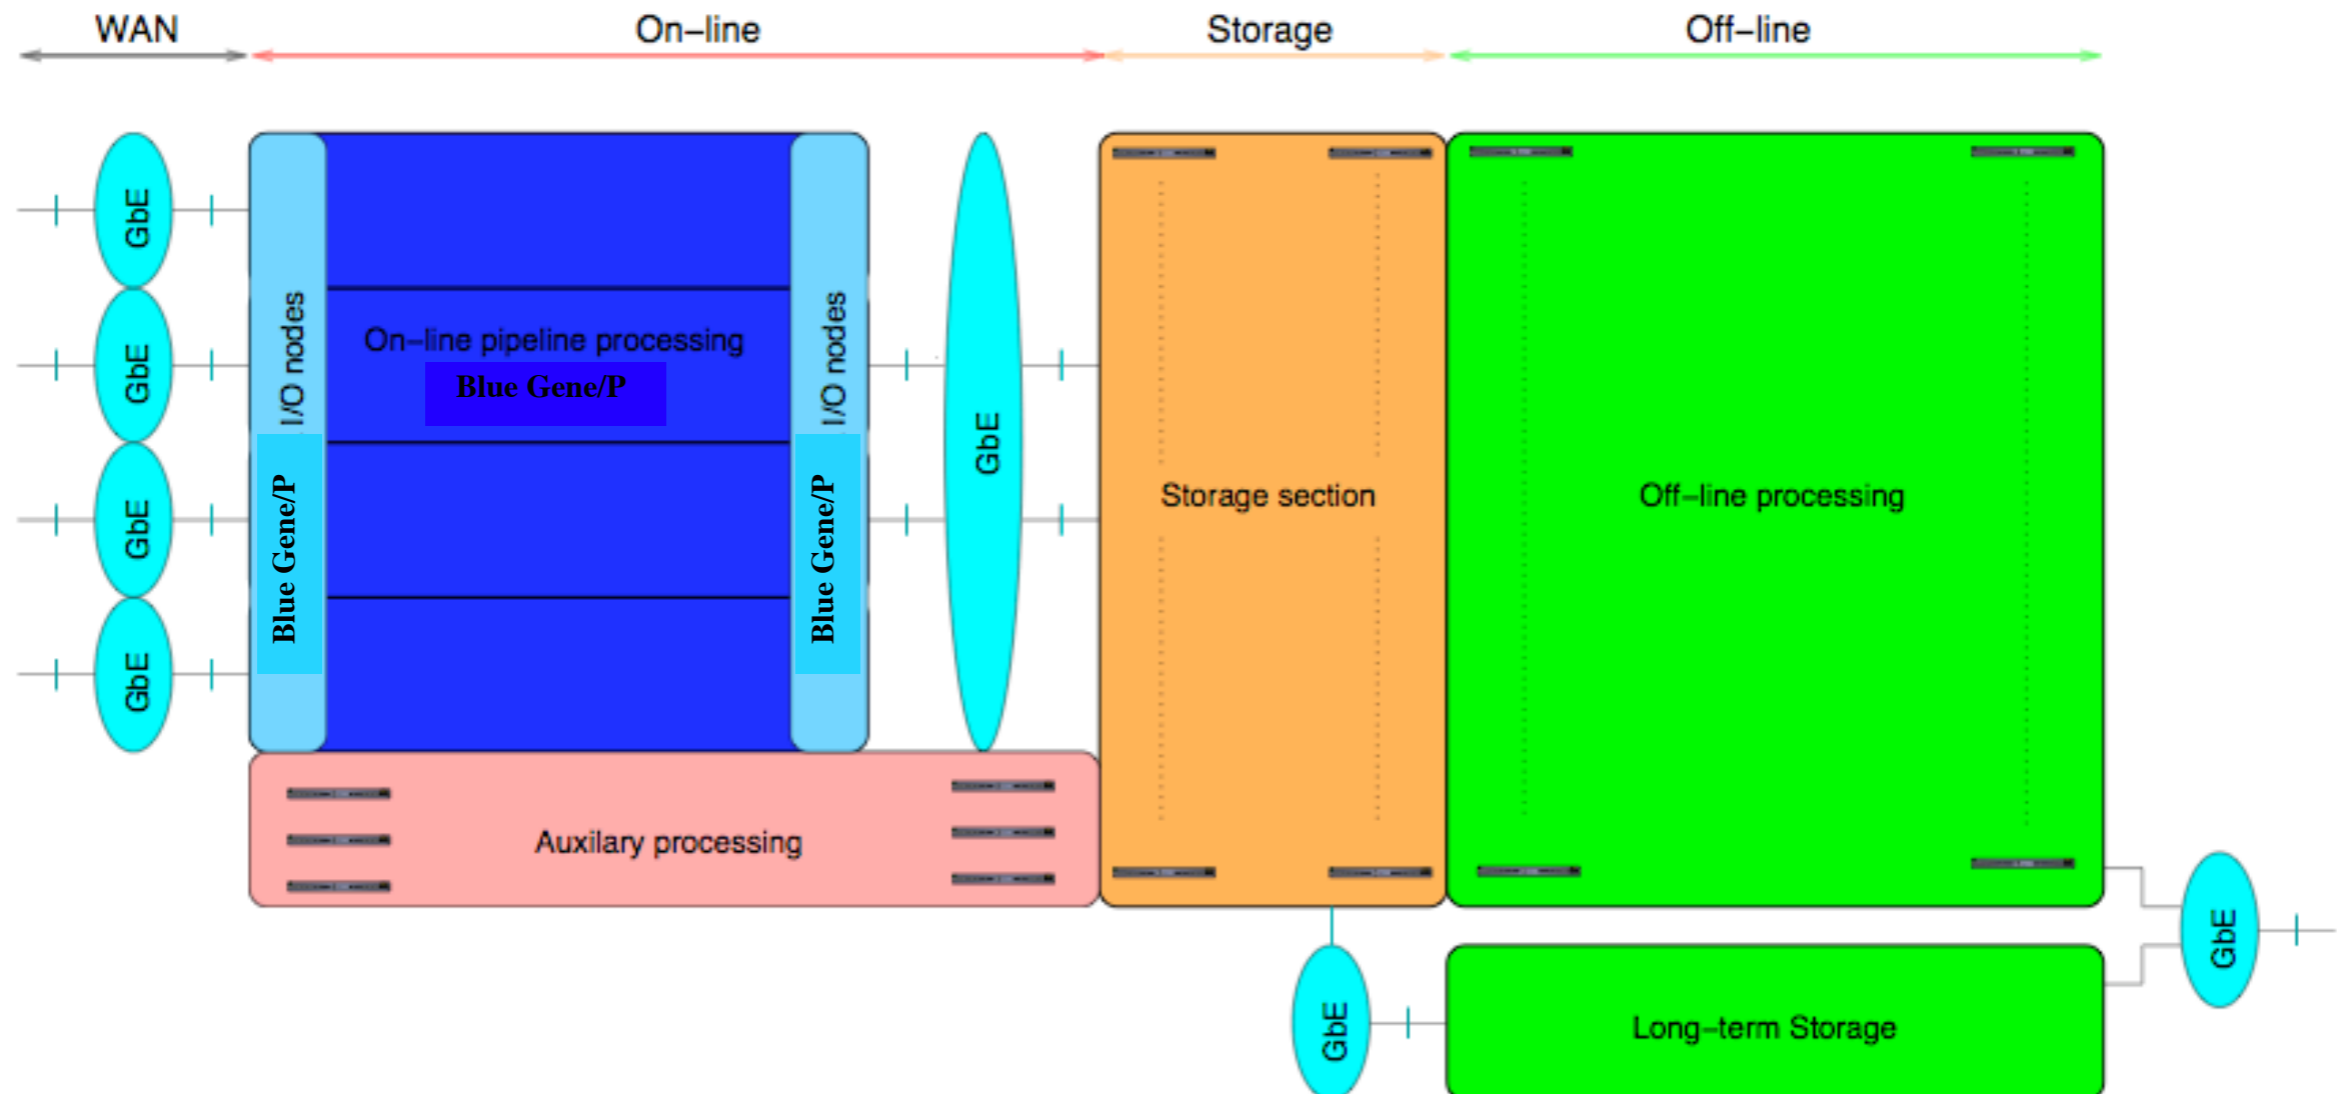 WAN
On–line
Storage
Off–line
GbE
GbE
GbE
GbE
I/O nodes
Blue Gene/P
On–line pipeline processing
Blue Gene/P
I/O nodes
Blue Gene/P
GbE
Storage section
Off–line processing
Auxilary processing
GbE
Long–term Storage
GbE